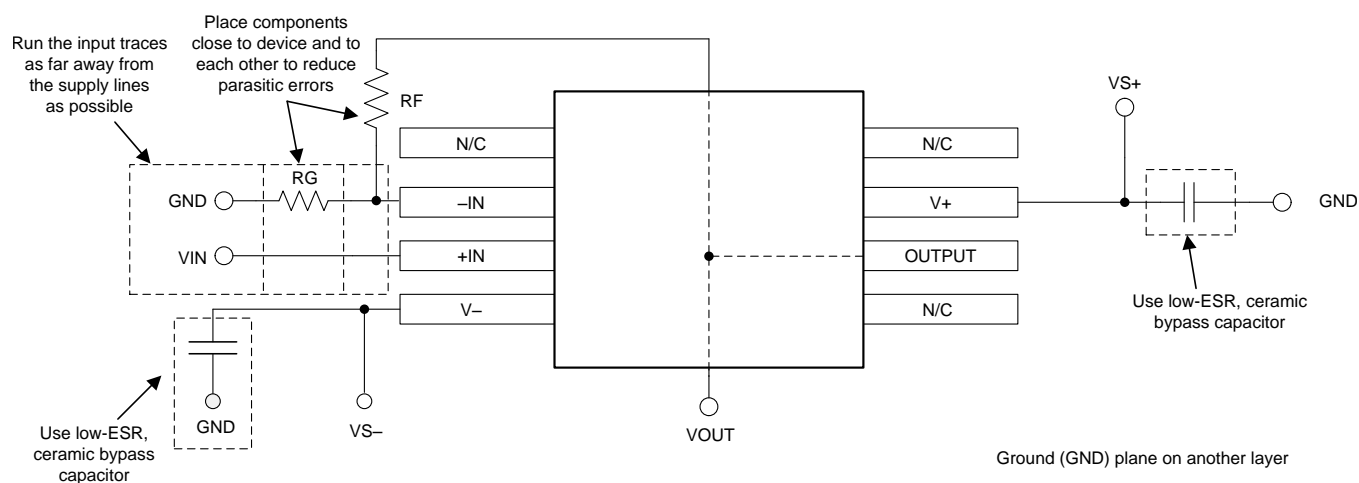 Place components
close to device and to
each other to reduce
parasitic errors
Run the input traces
as far away from
the supply lines
as possible
VS+
RF
N/C
N/C
RG
GND
–IN
V+
GND
VIN
+IN
OUTPUT
V–
N/C
Use low-ESR, ceramic
bypass capacitor
GND
VS–
VOUT
Use low-ESR,
ceramic bypass
capacitor
Ground (GND) plane on another layer